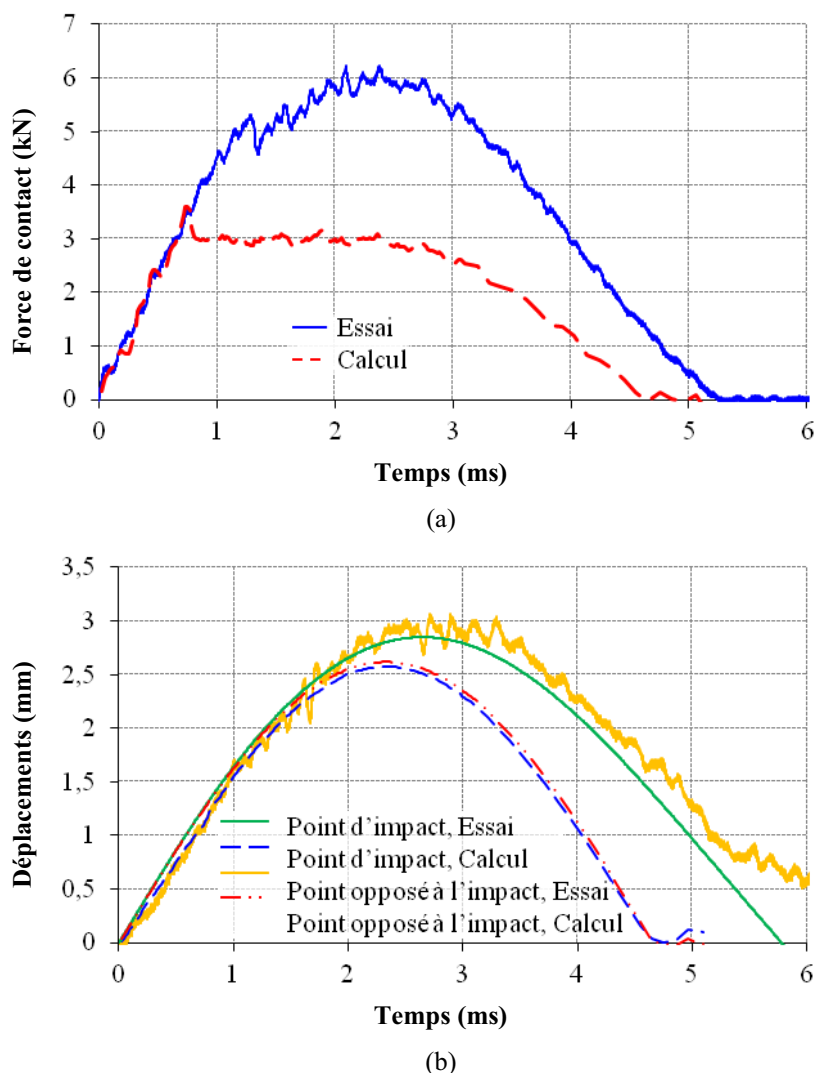 7
6
5
4
3
2
1
0
Force de contact (kN)
Essai
Calcul
0 1 2 3 4 5 6
Temps (ms)
(a)
3,5
3
2,5
2
1,5
1
0,5
0
Déplacements (mm)
Point d’impact, Essai
Point d’impact, Calcul
Point opposé à l’impact, Essai
Point opposé à l’impact, Calcul
0 1 2 3 4 5 6
Temps (ms)
(b)